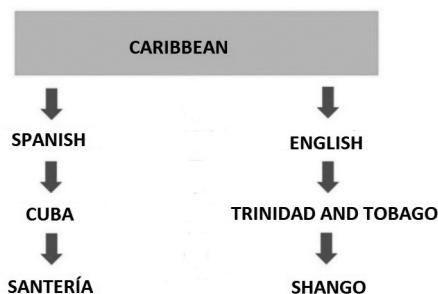 CARIBBEAN
SPANISH
ENGLISH
CUBA
TRINIDAD AND TOBAGO
SANTERÍA
SHANGO